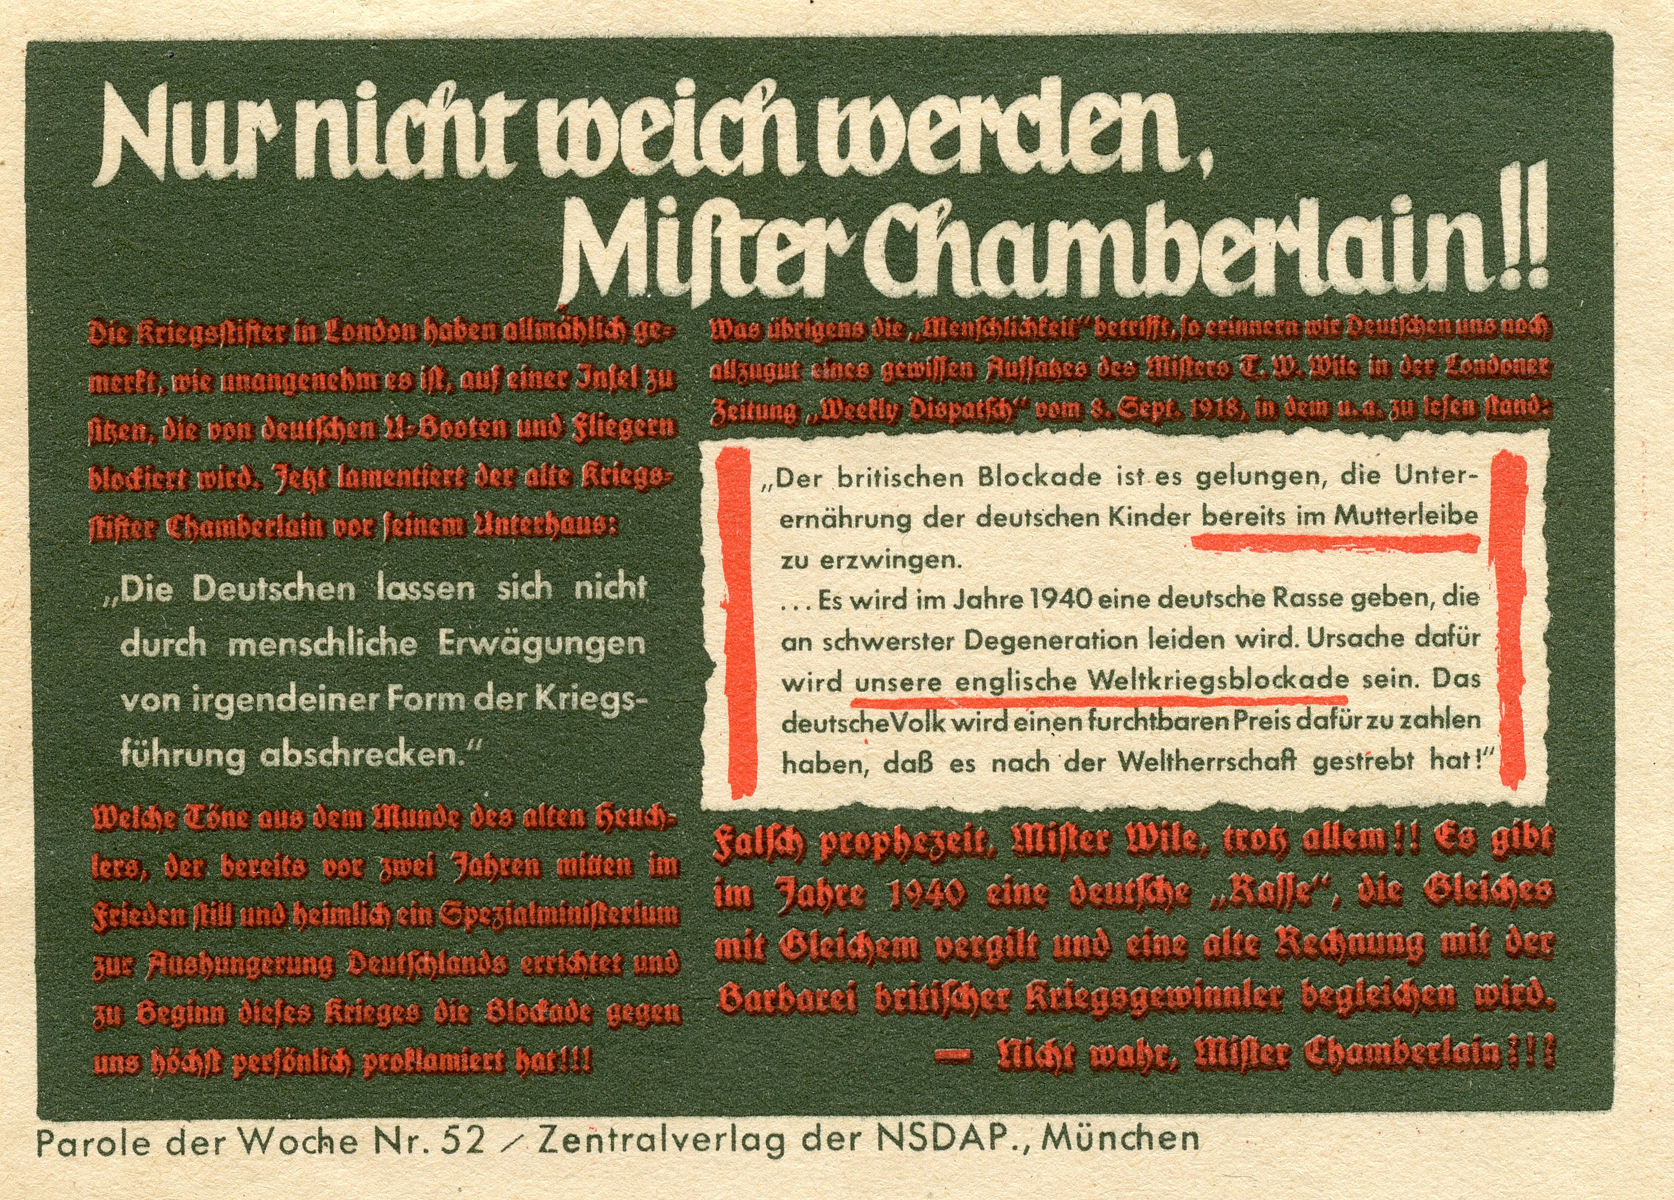 Nur nicht weich werden,
Mister Chamberlain!!
Die Kriegsstifter in London haben allmählich ge-
merkt, wie unangenehm es ist, auf einer Insel zu
sitzen, die von deutschen U-Booten und Fliegern
blockiert wird. Jetzt lamentiert der alte Kriegs-
stifter Chamberlain vor seinem Unterhaus:
„Die Deutschen lassen sich nicht
durch menschliche Erwägungen
von irgendeiner Form der Kriegs-
führung abschrecken.“
Welche Töne aus dem Munde des alten Heuch-
lers, der bereits vor zwei Jahren mitten im
Frieden still und heimlich ein Spezialministerium
zur Aushungerung Deutschlands errichtet und
zu Beginn dieses Krieges die Blockade gegen
uns höchst persönlich proklamiert hat!!!
Was übrigens die „Menschlichkeit“ betrifft, so erinnern wir Deutschen uns noch
allzugut eines gewissen Aufsatzes des Misters T. W. Wile in der Londoner
Zeitung „Weekly Dispatsch“ vom 8. Sept. 1918, in dem u. a. zu lesen stand:
„Der britischen Blockade ist es gelungen, die Unter-
ernährung der deutschen Kinder bereits im Mutterleibe
zu erzwingen.
... Es wird im Jahre 1940 eine deutsche Rasse geben, die
an schwerster Degeneration leiden wird. Ursache dafür
wird unsere englische Weltkriegsblockade sein. Das
deutsche Volk wird einen furchtbaren Preis dafür zu zahlen
haben, daß es nach der Weltherrschaft gestrebt hat!“
Falsch prophezeit, Mister Wile, trotz allem!! Es gibt
im Jahre 1940 eine deutsche „Rasse“, die Gleiches
mit Gleichem vergilt und eine alte Rechnung mit der
Barbarei britischer Kriegsgewinnler begleichen wird.
— Nicht wahr, Mister Chamberlain?!?
Parole der Woche Nr. 52 / Zentralverlag der NSDAP., München